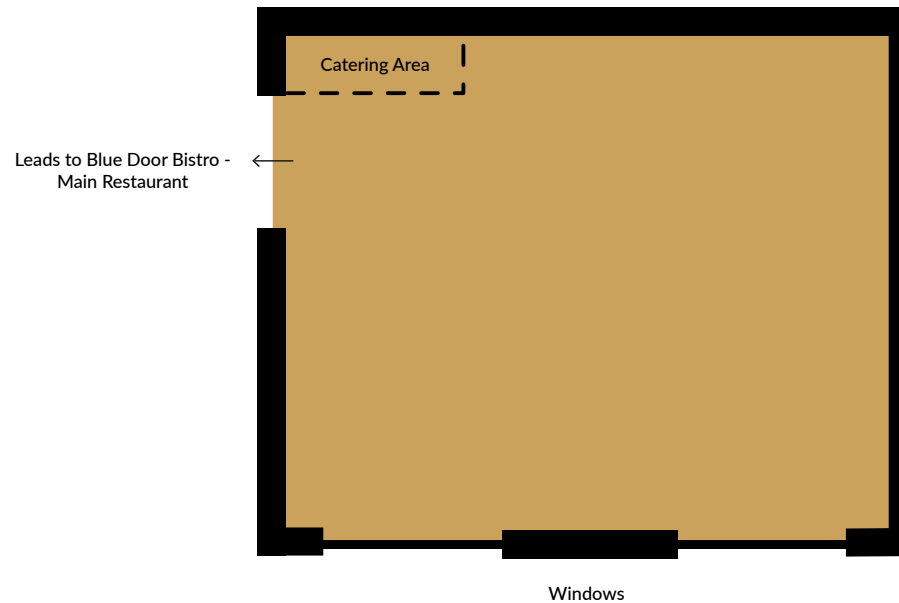 Catering Area
Leads to Blue Door Bistro -
Main Restaurant
Windows